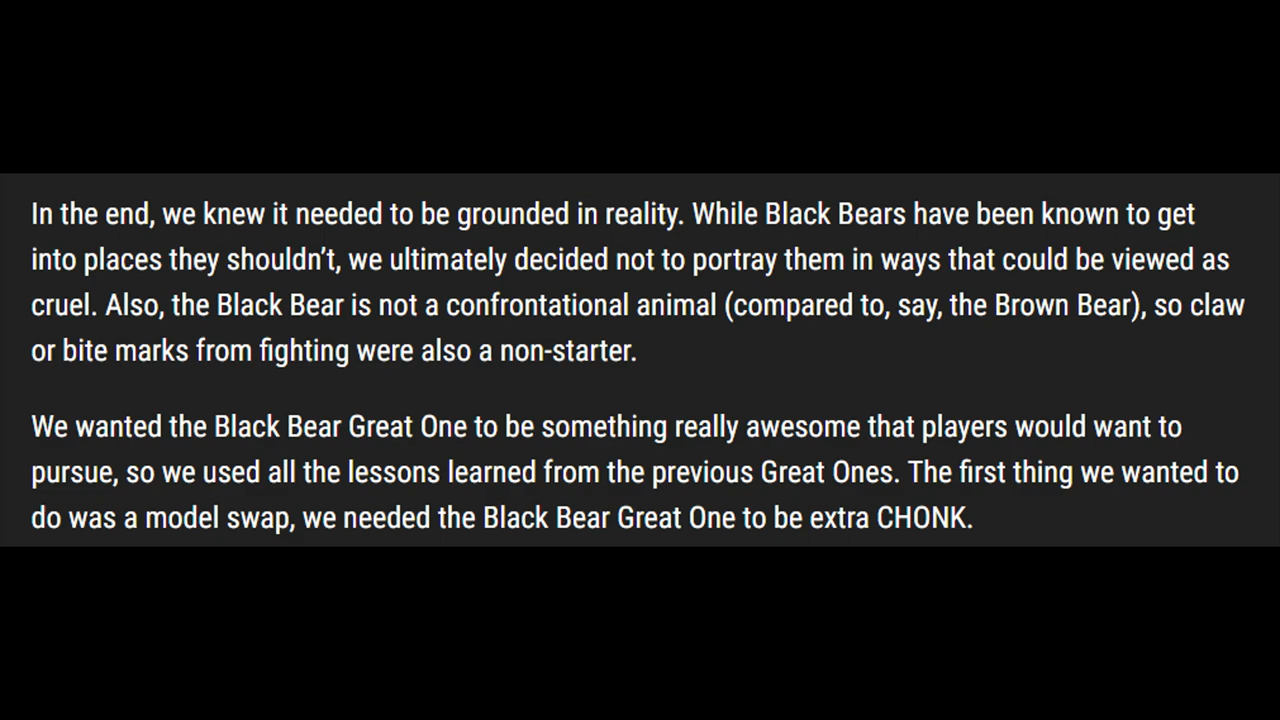 In the end, we knew it needed to be grounded in reality. While Black Bears have been known to get
into places they shouldn’t, we ultimately decided not to portray them in ways that could be viewed as
cruel. Also, the Black Bear is not a confrontational animal (compared to, say, the Brown Bear), so claw
or bite marks from fighting were also a non-starter.
We wanted the Black Bear Great One to be something really awesome that players would want to
pursue, so we used all the lessons learned from the previous Great Ones. The first thing we wanted to
do was a model swap, we needed the Black Bear Great One to be extra CHONK.